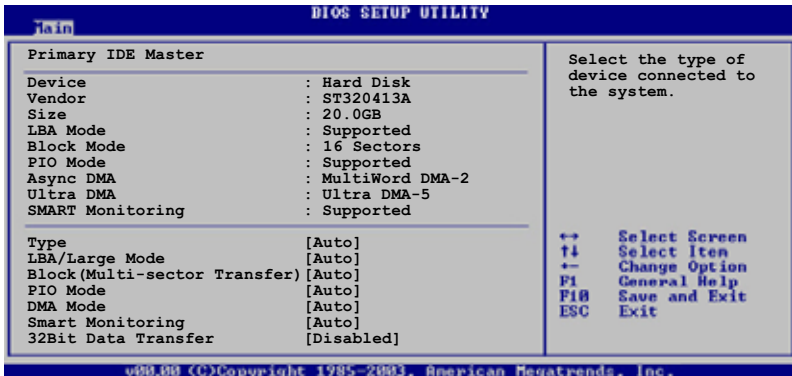 BIOS SETUP UTILITY
Main
Primary IDE Master
Device : Hard Disk
Vendor : ST320413A
Size : 20.0GB
LBA Mode : Supported
Block Mode : 16 Sectors
PIO Mode : Supported
Async DMA : MultiWord DMA-2
Ultra DMA : Ultra DMA-5
SMART Monitoring : Supported
Type [Auto]
LBA/Large Mode [Auto]
Block(Multi-sector Transfer) [Auto]
PIO Mode [Auto]
DMA Mode [Auto]
Smart Monitoring [Auto]
32Bit Data Transfer [Disabled]
Select the type of
device connected to
the system.
↔ Select Screen
↑↓ Select Item
+- Change Option
F1 General Help
F10 Save and Exit
ESC Exit
v00.00 (C)Copyright 1985-2003, American Megatrends, Inc.